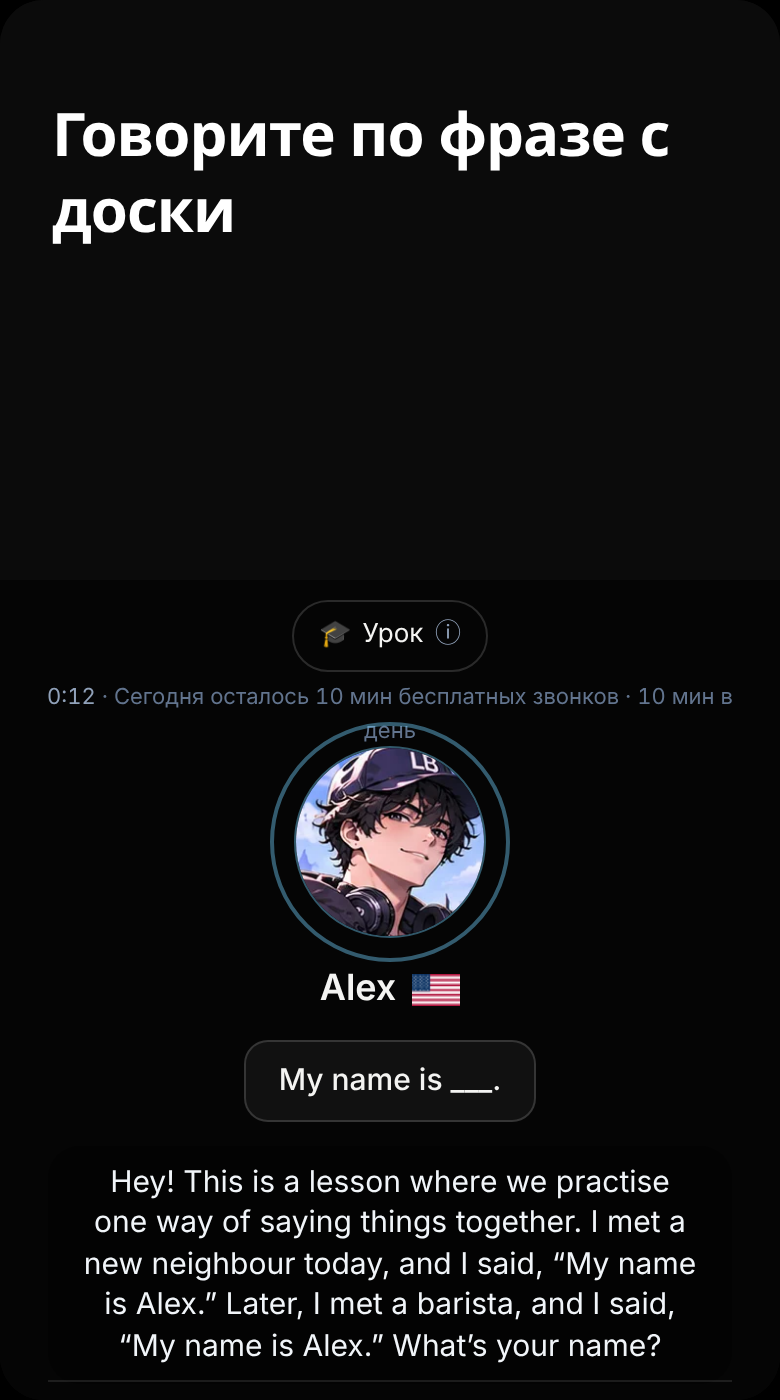 Говорите по фразе с
доски
🎓 Урок ⓘ
0:12 · Сегодня осталось 10 мин бесплатных звонков · 10 мин в
день
LB
Alex 🇺🇸
My name is ___.
Hey! This is a lesson where we practise
one way of saying things together. I met a
new neighbour today, and I said, “My name
is Alex.” Later, I met a barista, and I said,
“My name is Alex.” What’s your name?